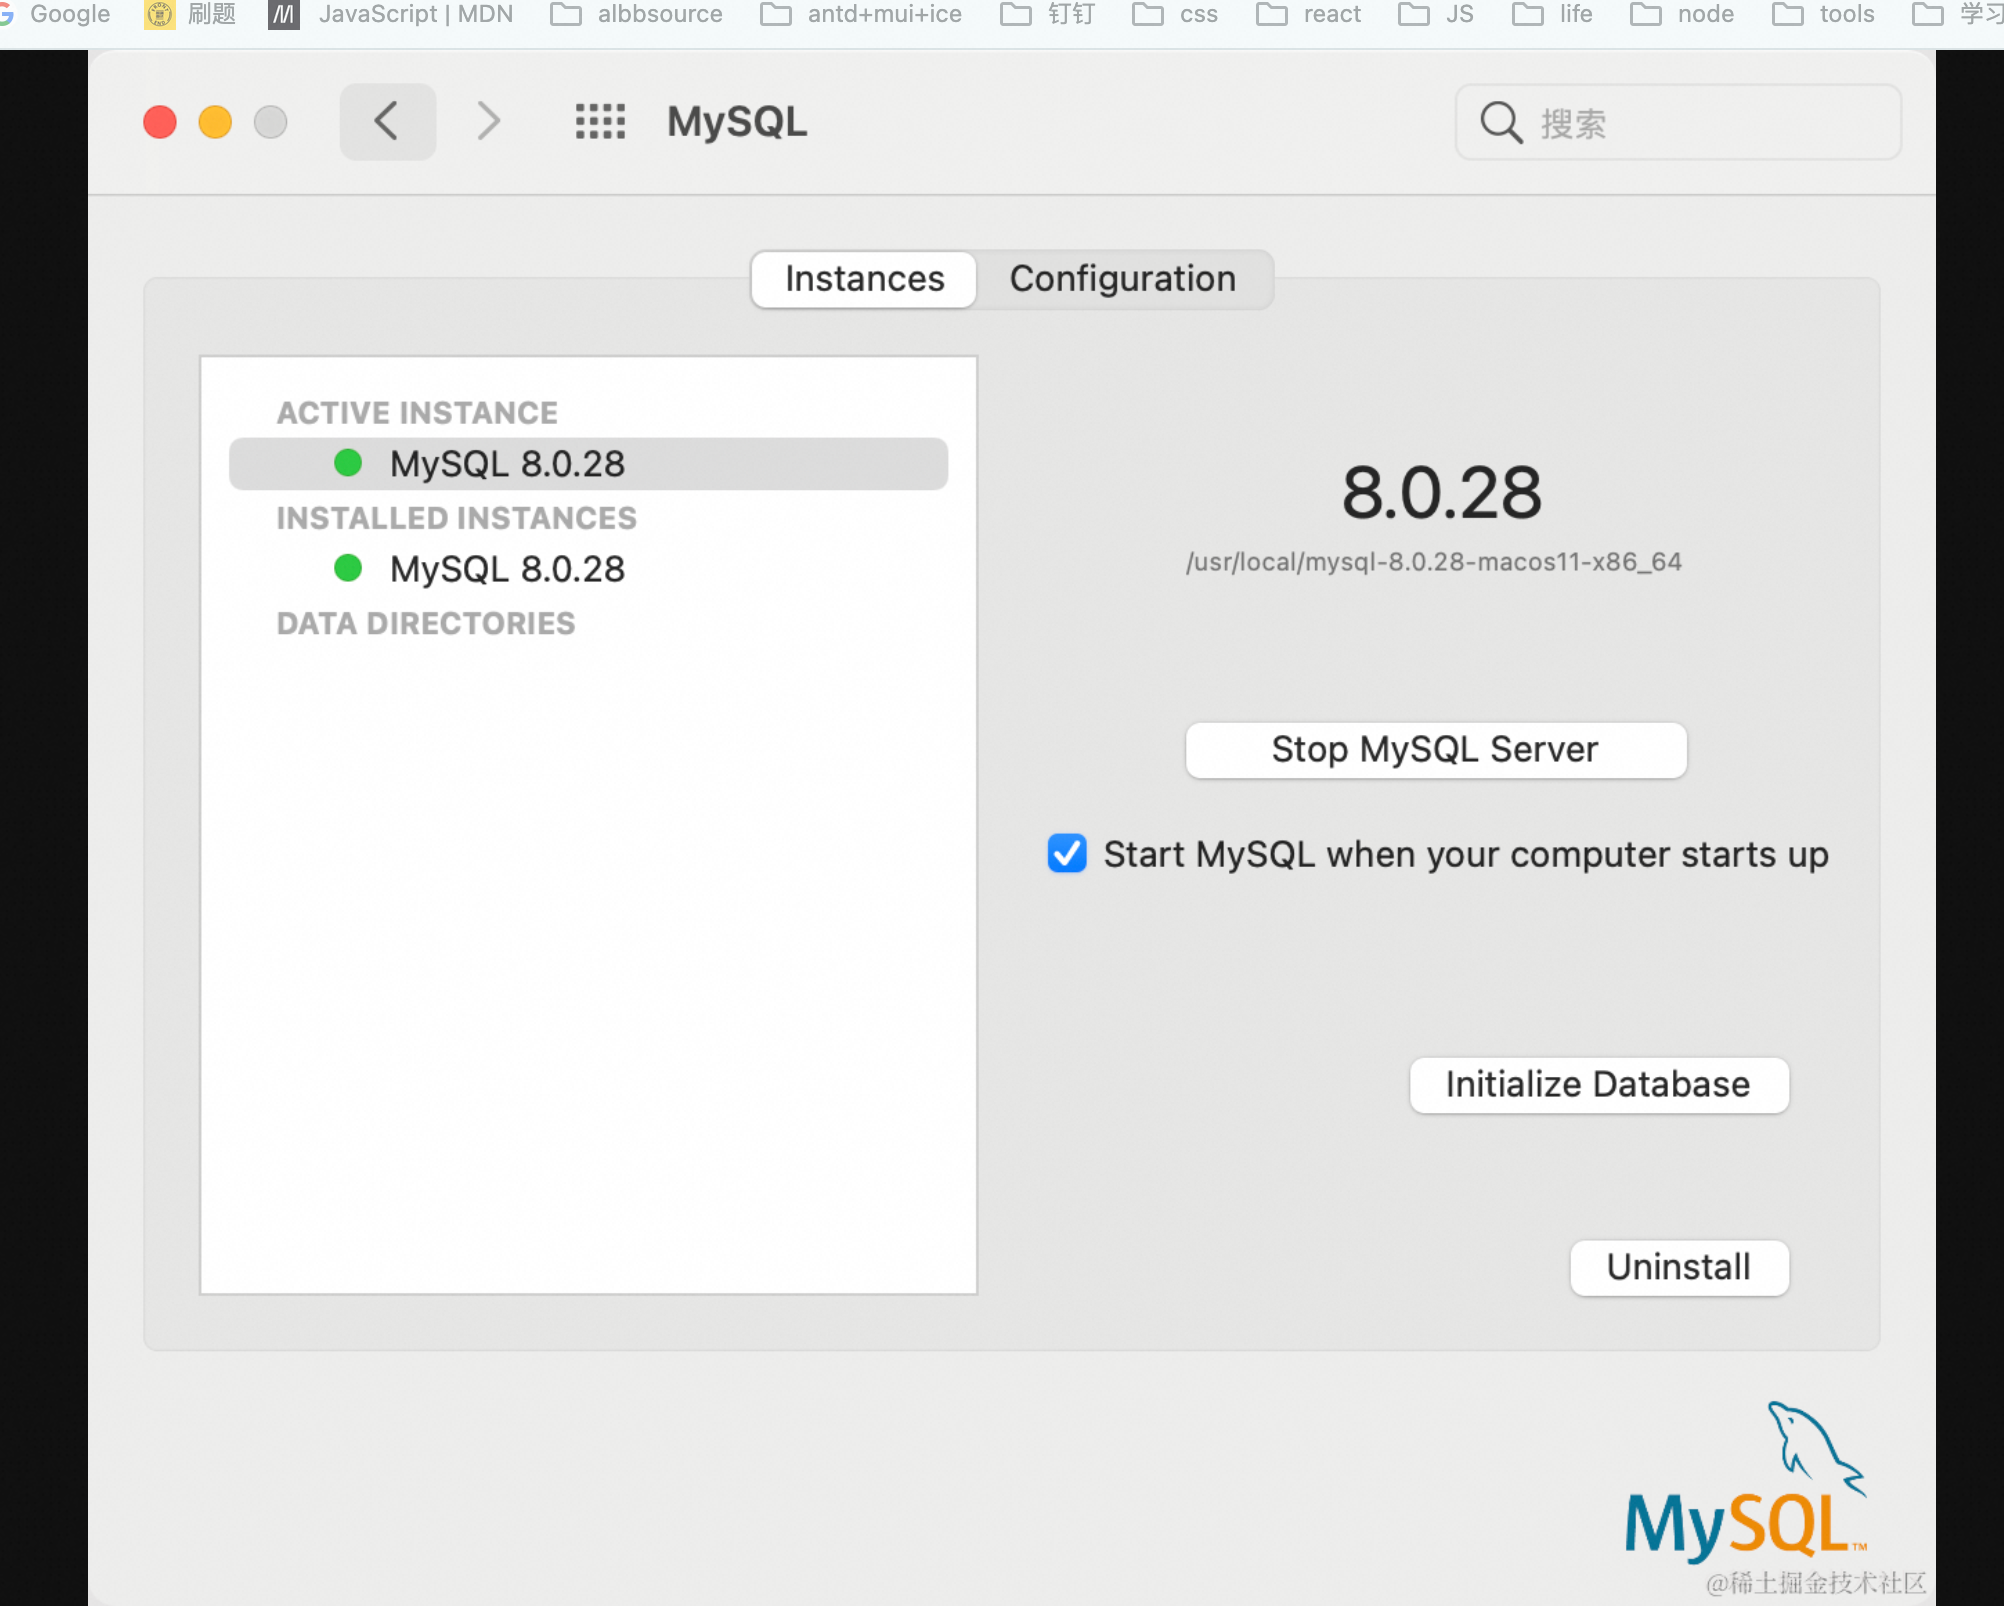 Google 刷题 JavaScript | MDN albbsource antd+mui+ice 钉钉 css react JS life node tools 学习
MySQL 搜索
Instances Configuration
ACTIVE INSTANCE
MySQL 8.0.28
INSTALLED INSTANCES
MySQL 8.0.28
DATA DIRECTORIES
8.0.28
/usr/local/mysql-8.0.28-macos11-x86_64
Stop MySQL Server
Start MySQL when your computer starts up
Initialize Database
Uninstall
MySQL™
@稀土掘金技术社区